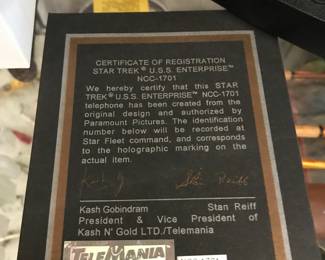 CERTIFICATE OF REGISTRATION
STAR TREK® U.S.S. ENTERPRISE™
NCC-1701
We hereby certify that this STAR
TREK® U.S.S. ENTERPRISE™ NCC-1701
telephone has been created from the
original design and authorized by
Paramount Pictures. The identification
number below will be recorded at
Star Fleet command, and corresponds
to the holographic marking on the
actual item.
Kash Gobindram Stan Reiff
President & Vice President of
Kash N' Gold LTD./Telemania
TELEMANIA